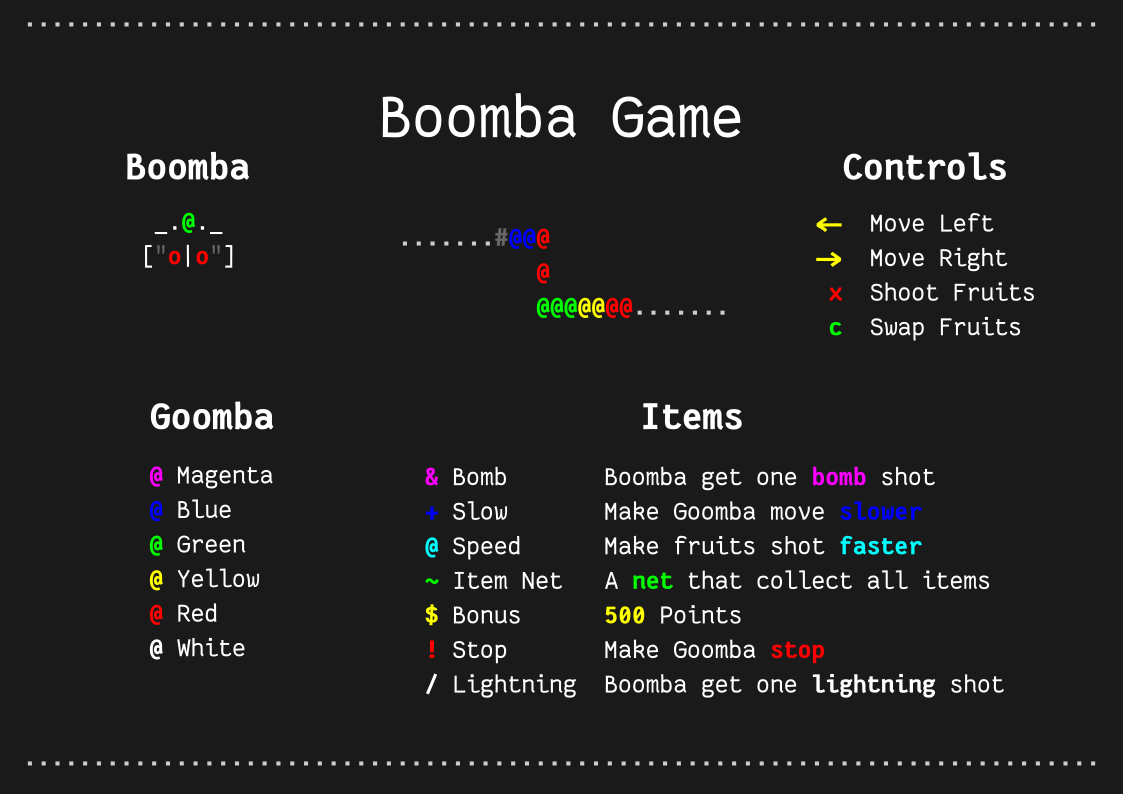 Boomba Game
Boomba
_.@._
["o|o"]
.......#@@@
@
@@@@@@@.......
Controls
← Move Left
→ Move Right
x Shoot Fruits
c Swap Fruits
Goomba
@ Magenta
@ Blue
@ Green
@ Yellow
@ Red
@ White
Items
& Bomb Boomba get one bomb shot
+ Slow Make Goomba move slower
@ Speed Make fruits shot faster
~ Item Net A net that collect all items
$ Bonus 500 Points
! Stop Make Goomba stop
/ Lightning Boomba get one lightning shot